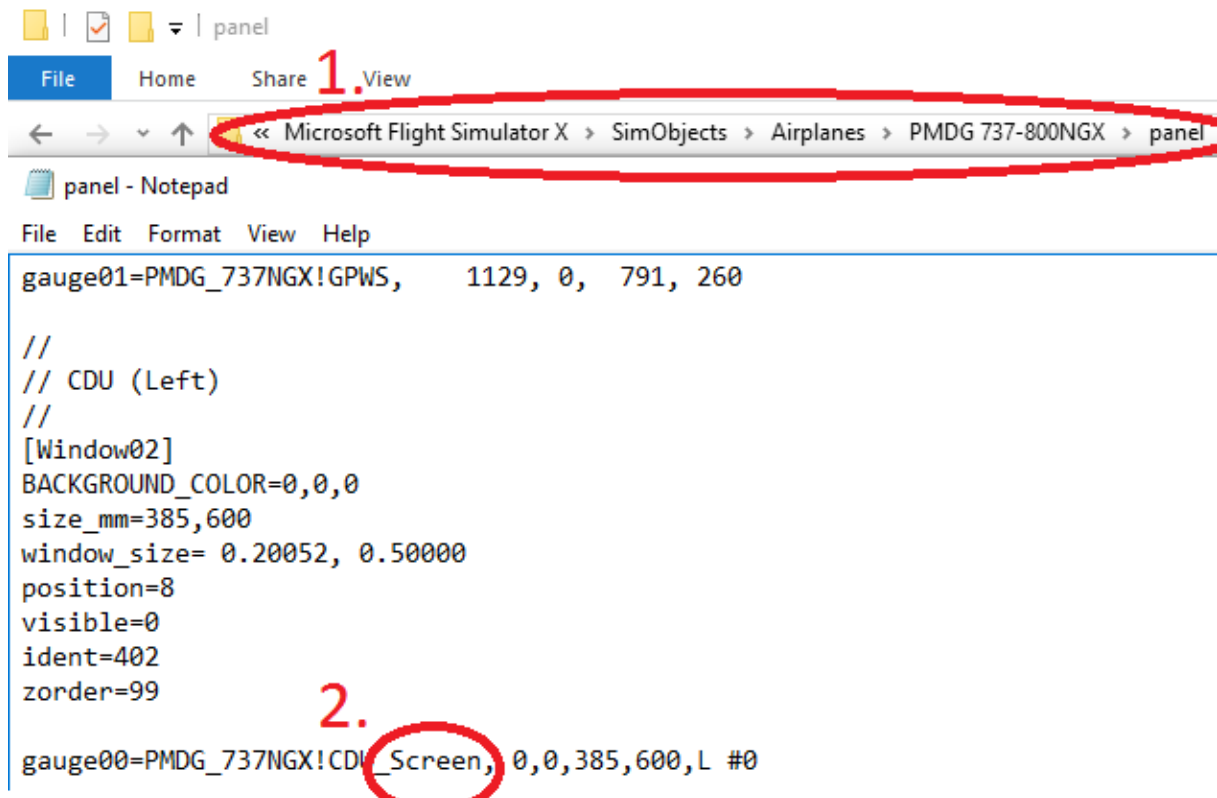 panel
File Home Share View
1.
« Microsoft Flight Simulator X > SimObjects > Airplanes > PMDG 737-800NGX > panel
panel - Notepad
File Edit Format View Help
gauge01=PMDG_737NGX!GPWS, 1129, 0, 791, 260
//
// CDU (Left)
//
[Window02]
BACKGROUND_COLOR=0,0,0
size_mm=385,600
window_size= 0.20052, 0.50000
position=8
visible=0
ident=402
zorder=99
2.
gauge00=PMDG_737NGX!CDU_Screen, 0,0,385,600,L #0